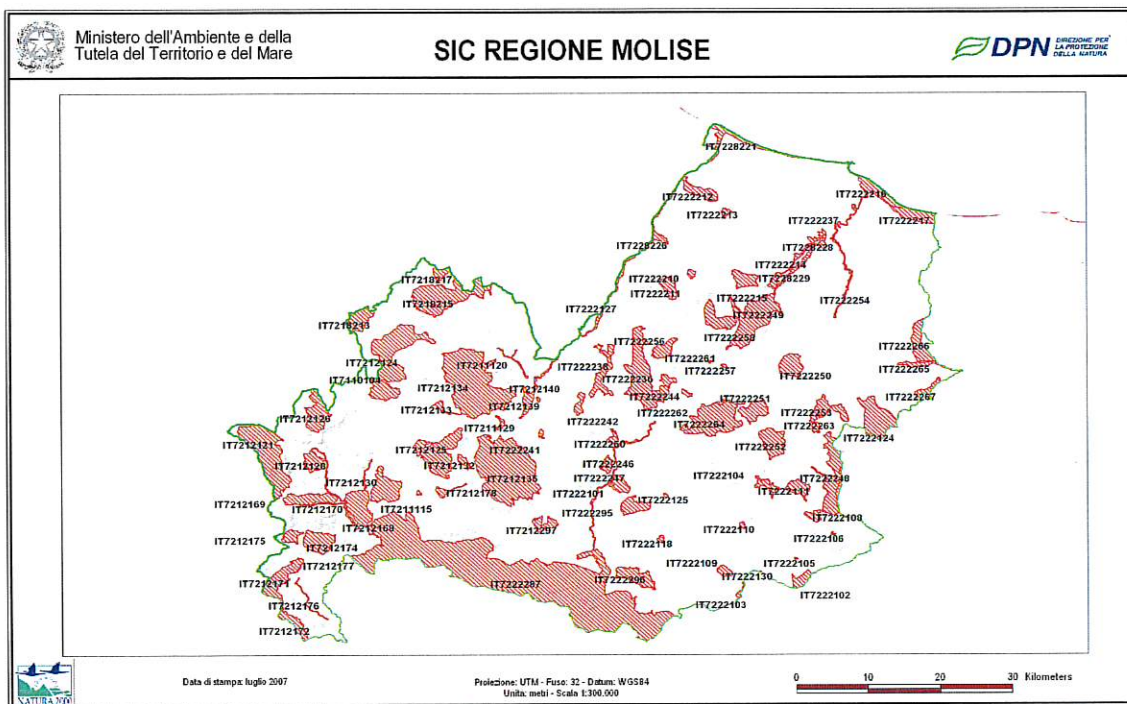 Ministero dell'Ambiente e della
Tutela del Territorio e del Mare
SIC REGIONE MOLISE
DPN
DIREZIONE PER
LA PROTEZIONE
DELLA NATURA
IT7228221
IT7222216
IT7222212
IT7222213
IT7222237
IT7222217
IT7228226
IT7228228
IT7222214
IT7218217
IT7222210
IT7228229
IT7222211
IT7218215
IT7222215
IT7222254
IT7222127
IT7222249
IT7218213
IT7222258
IT7222256
IT7222266
IT7212124
IT7211120
IT7222238
IT7222261
IT7222257
IT7222265
IT7110104
IT7212134
IT7222236
IT7222250
IT7212140
IT7222244
IT7222251
IT7222267
IT7212133
IT7212139
IT7222262
IT7222253
IT7212126
IT7211129
IT7222242
IT7222264
IT7222263
IT7222124
IT7212121
IT7222260
IT7212125
IT7222241
IT7222252
IT7212128
IT7212132
IT7222246
IT7212130
IT7212135
IT7222247
IT7222104
IT7222248
IT7212178
IT7222101
IT7222111
IT7212169
IT7212170
IT7211115
IT7222295
IT7222125
IT7222108
IT7212168
IT7212297
IT7222110
IT7222106
IT7212175
IT7212174
IT7222118
IT7212177
IT7222109
IT7222105
IT7212171
IT7222287
IT7222296
IT7222130
IT7222102
IT7212176
IT7222103
IT7212172
NATURA 2000
Data di stampa: luglio 2007
Proiezione: UTM - Fuso: 32 - Datum: WGS84
Unità: metri - Scala 1:300.000
0 10 20 30 Kilometers